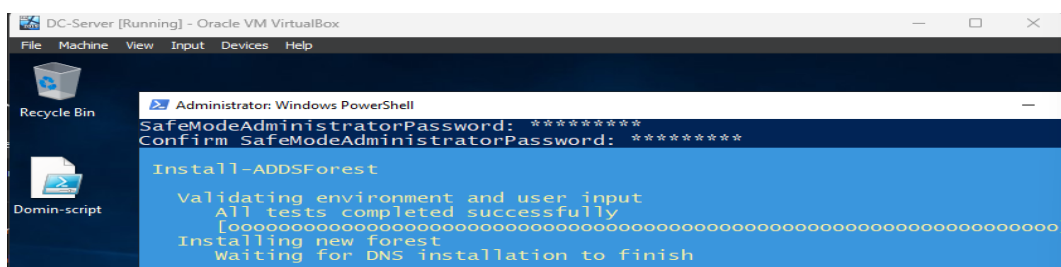 DC-Server [Running] - Oracle VM VirtualBox
File Machine View Input Devices Help
Recycle Bin
Administrator: Windows PowerShell
SafeModeAdministratorPassword: *********
Confirm SafeModeAdministratorPassword: *********
Install-ADDSForest
Validating environment and user input
All tests completed successfully
[oooooooooooooooooooooooooooooooooooooooooooooooooooooooooooooooooo
Domin-script
Installing new forest
Waiting for DNS installation to finish